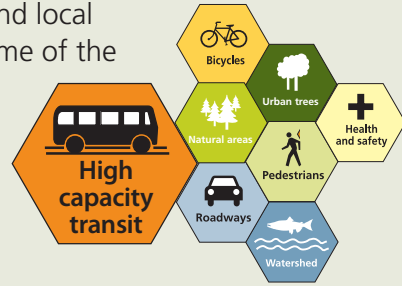 nd local
me of the
Bicycles
Urban trees
Natural areas
Health
and safety
High
capacity
transit
Pedestrians
Roadways
Watershed